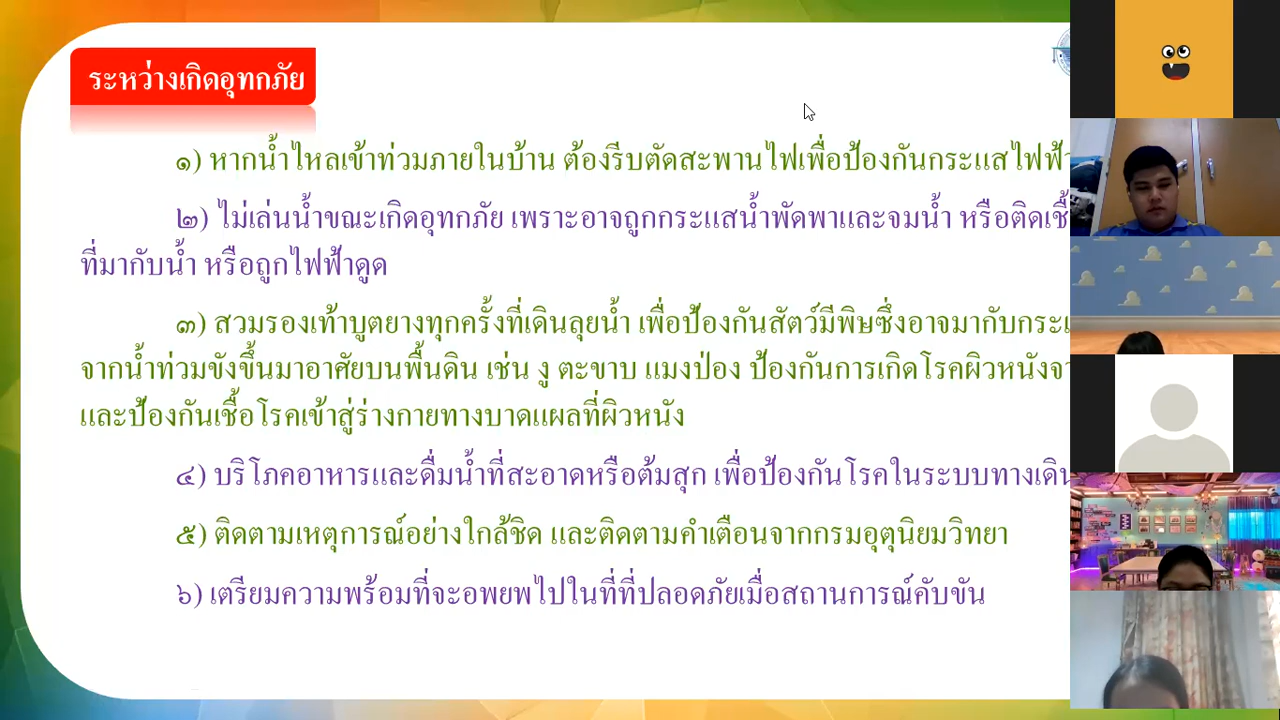 ระหว่างเกิดอุทกภัย
๑) หากน้ำไหลเข้าท่วมภายในบ้าน ต้องรีบตัดสะพานไฟเพื่อป้องกันกระแสไฟฟ้า
๒) ไม่เล่นน้ำขณะเกิดอุทกภัย เพราะอาจถูกกระแสน้ำพัดพาและจมน้ำ หรือติดเชื้
ที่มากับน้ำ หรือถูกไฟฟ้าดูด
๓) สวมรองเท้าบูตยางทุกครั้งที่เดินลุยน้ำ เพื่อป้องกันสัตว์มีพิษซึ่งอาจมากับกระแ
จากน้ำท่วมขังขึ้นมาอาศัยบนพื้นดิน เช่น งู ตะขาบ แมงป่อง ป้องกันการเกิดโรคผิวหนังจา
และป้องกันเชื้อโรคเข้าสู่ร่างกายทางบาดแผลที่ผิวหนัง
๔) บริโภคอาหารและดื่มน้ำที่สะอาดหรือต้มสุก เพื่อป้องกันโรคในระบบทางเดิน
๕) ติดตามเหตุการณ์อย่างใกล้ชิด และติดตามคำเตือนจากกรมอุตุนิยมวิทยา
๖) เตรียมความพร้อมที่จะอพยพไปในที่ที่ปลอดภัยเมื่อสถานการณ์คับขัน